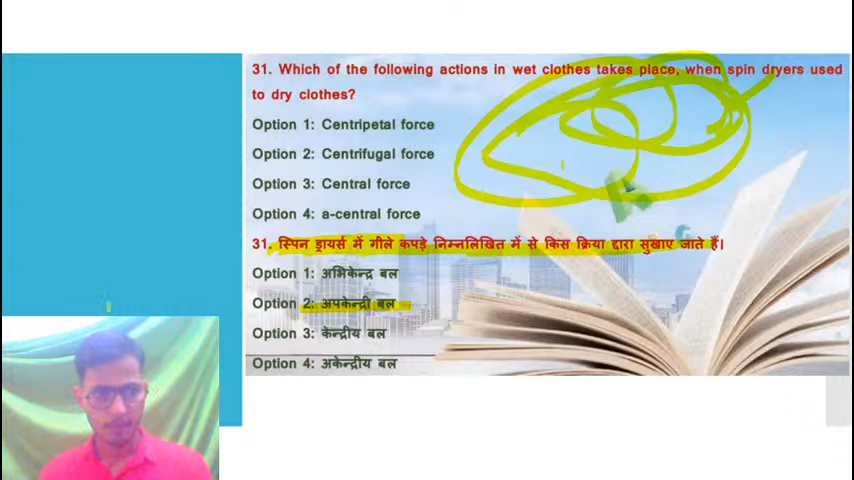 31. Which of the following actions in wet clothes takes place, when spin dryers used
to dry clothes?
Option 1: Centripetal force
Option 2: Centrifugal force
Option 3: Central force
Option 4: a-central force
31. स्पिन ड्रायर्स में गीले कपड़े निम्नलिखित में से किस क्रिया द्वारा सुखाए जाते हैं।
Option 1: अभिकेन्द्र बल
Option 2: अपकेन्द्री बल
Option 3: केन्द्रीय बल
Option 4: अकेन्द्रीय बल